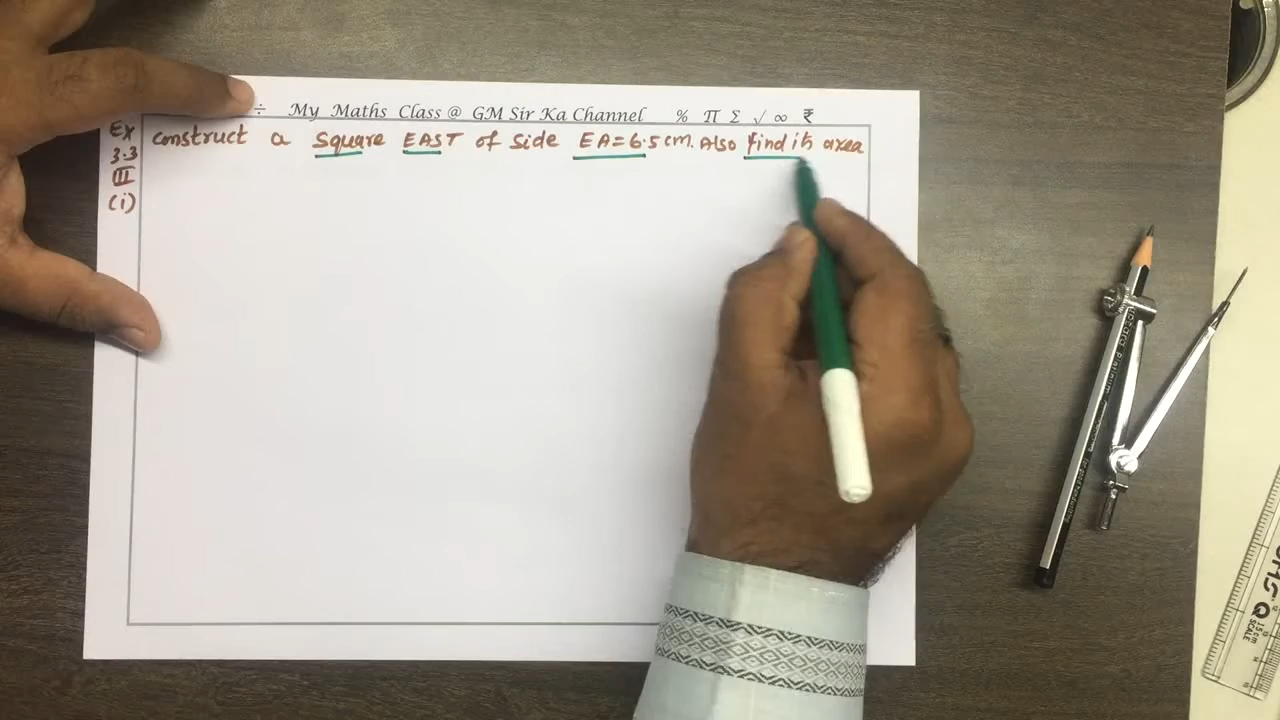 ÷ My Maths Class @ GM Sir Ka Channel % Π Σ √ ∞ ₹
Ex construct a square EAST of side EA=6.5cm. Also find its area
3.3
III
(i)